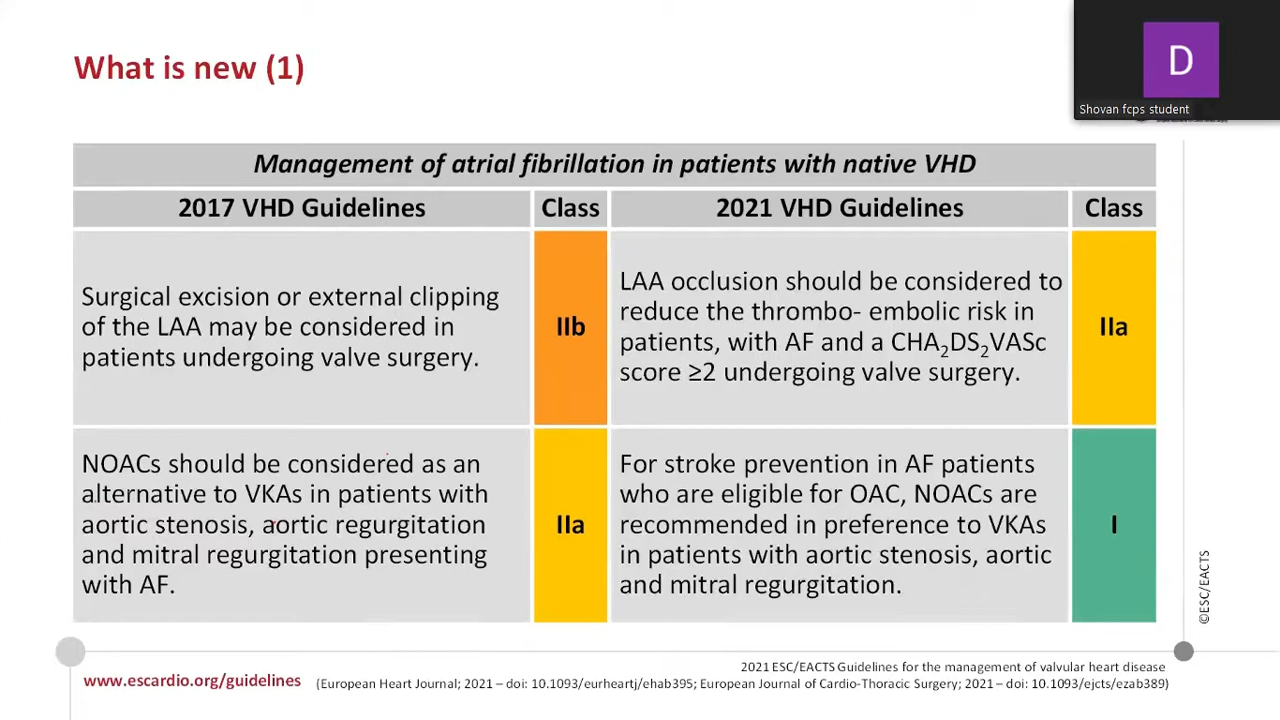 What is new (1)
D
Shovan fcps student
Management of atrial fibrillation in patients with native VHD
2017 VHD Guidelines
Class
2021 VHD Guidelines
Class
Surgical excision or external clipping
of the LAA may be considered in
patients undergoing valve surgery.
IIb
LAA occlusion should be considered to
reduce the thrombo- embolic risk in
patients, with AF and a CHA₂DS₂VASc
score ≥2 undergoing valve surgery.
IIa
NOACs should be considered as an
alternative to VKAs in patients with
aortic stenosis, aortic regurgitation
and mitral regurgitation presenting
with AF.
IIa
For stroke prevention in AF patients
who are eligible for OAC, NOACs are
recommended in preference to VKAs
in patients with aortic stenosis, aortic
and mitral regurgitation.
I
©ESC/EACTS
www.escardio.org/guidelines
2021 ESC/EACTS Guidelines for the management of valvular heart disease
(European Heart Journal; 2021 – doi: 10.1093/eurheartj/ehab395; European Journal of Cardio-Thoracic Surgery; 2021 – doi: 10.1093/ejcts/ezab389)